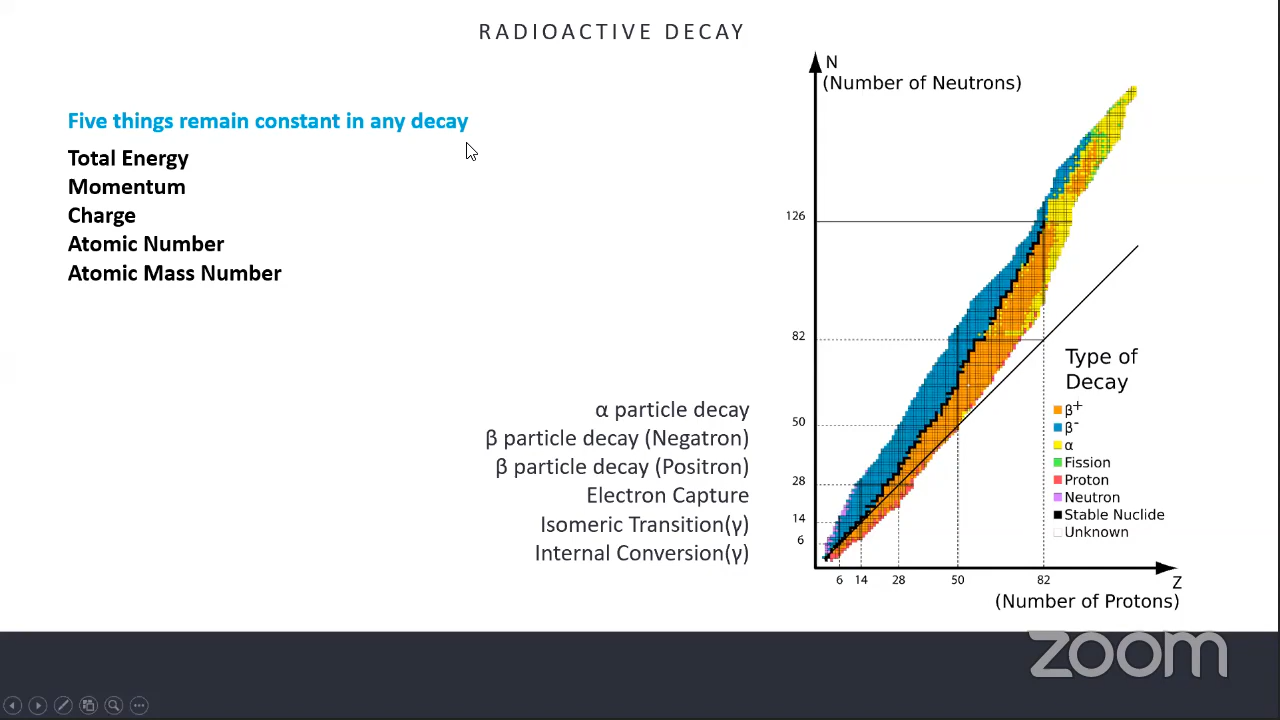 RADIOACTIVE DECAY
Five things remain constant in any decay
Total Energy
Momentum
Charge
Atomic Number
Atomic Mass Number
α particle decay
β particle decay (Negatron)
β particle decay (Positron)
Electron Capture
Isomeric Transition(γ)
Internal Conversion(γ)
N
(Number of Neutrons)
126
82
50
28
14
6
6 14 28 50 82
Z
(Number of Protons)
Type of
Decay
β+
β-
α
Fission
Proton
Neutron
Stable Nuclide
Unknown
zoom